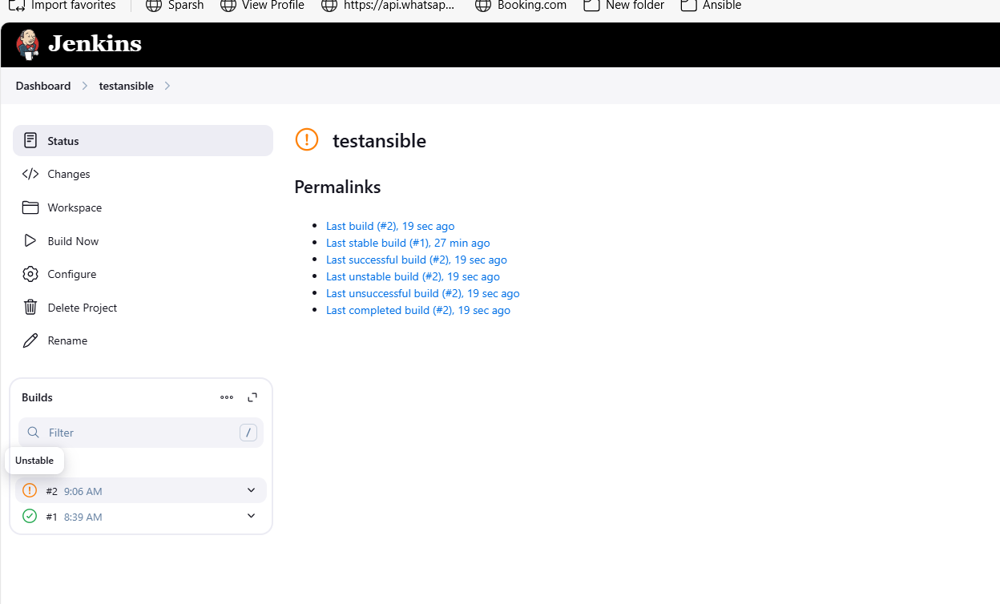 Import favorites Sparsh View Profile https://api.whatsap... Booking.com New folder Ansible
Jenkins
Dashboard testansible
Status
Changes
Workspace
Build Now
Configure
Delete Project
Rename
testansible
Permalinks
Last build (#2), 19 sec ago
Last stable build (#1), 27 min ago
Last successful build (#2), 19 sec ago
Last unstable build (#2), 19 sec ago
Last unsuccessful build (#2), 19 sec ago
Last completed build (#2), 19 sec ago
Builds
Filter /
Unstable
#2 9:06 AM
#1 8:39 AM